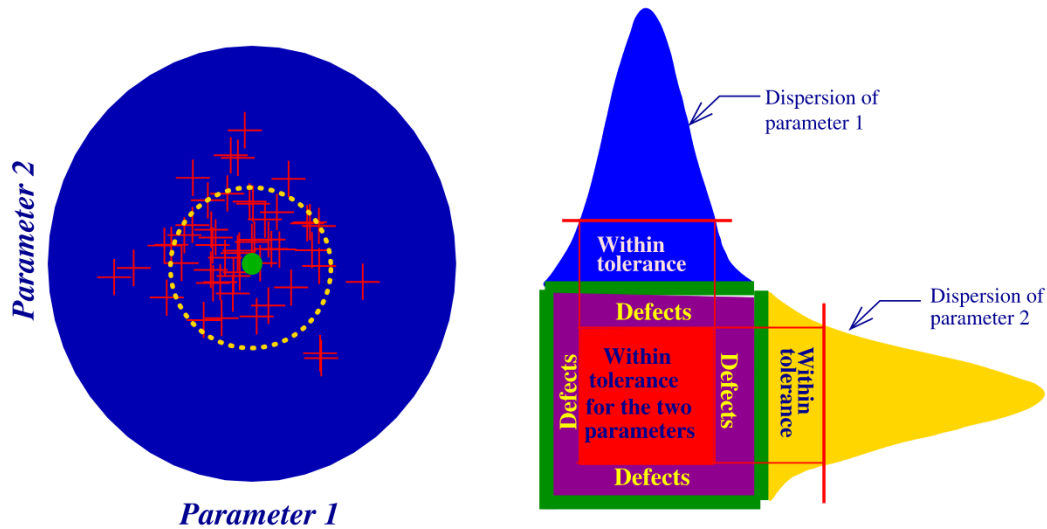 Parameter 2
Parameter 1
Dispersion of
parameter 1
Within
tolerance
Dispersion of
parameter 2
Defects
Defects
Within
tolerance
for the two
parameters
Defects
Within
tolerance
Defects